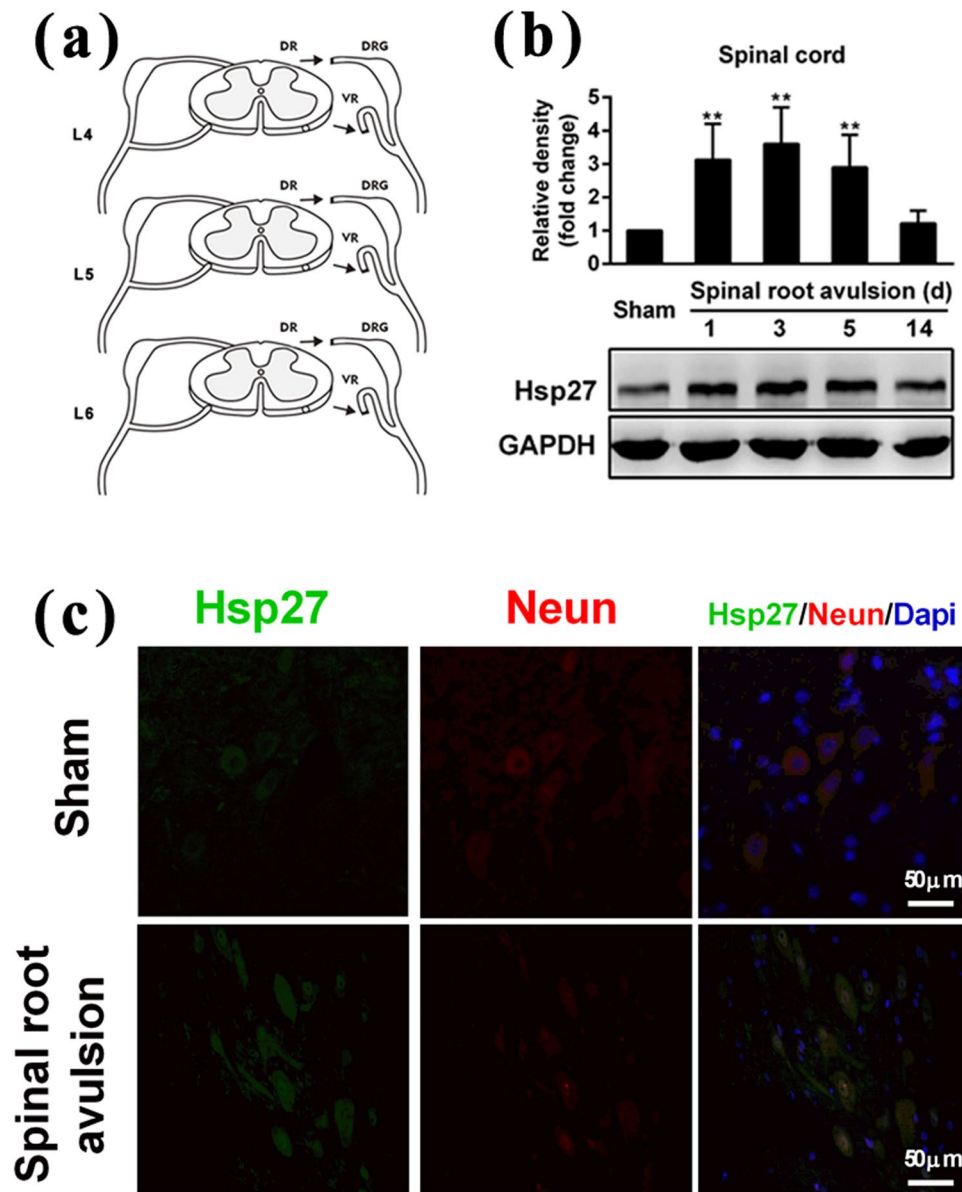 (a)
DR
DRG
VR
L4
DR
DRG
VR
L5
DR
DRG
VR
L6
(b)
Spinal cord
Relative density
(fold change)
5
4
3
2
1
0
**
**
**
Sham
Spinal root avulsion (d)
1 3 5 14
Hsp27
GAPDH
(c)
Hsp27
Neun
Hsp27/Neun/Dapi
Sham
50μm
Spinal root
avulsion
50μm